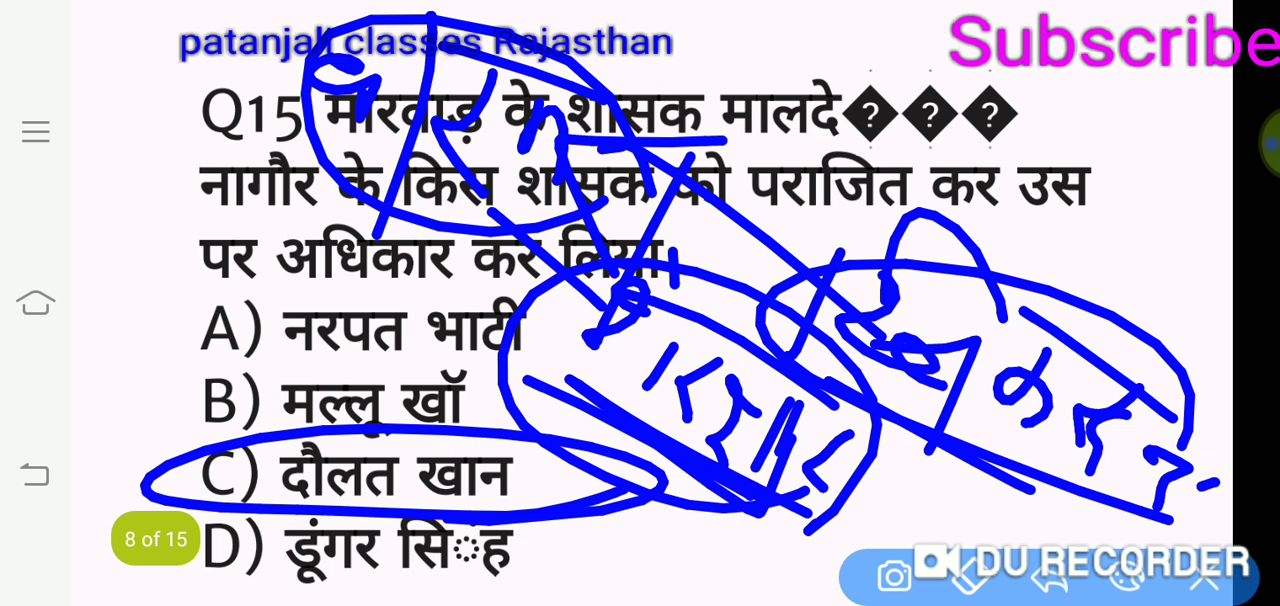 patanjali classes Rajasthan
Subscribe
Q15 मारवाड़ के शासक मालदे���
नागौर के किस शासक को पराजित कर उस
पर अधिकार कर लिया
A) नरपत भाटी
B) मल्लू खॉ
C) दौलत खान
D) डूंगर सिंह
8 of 15
DU RECORDER